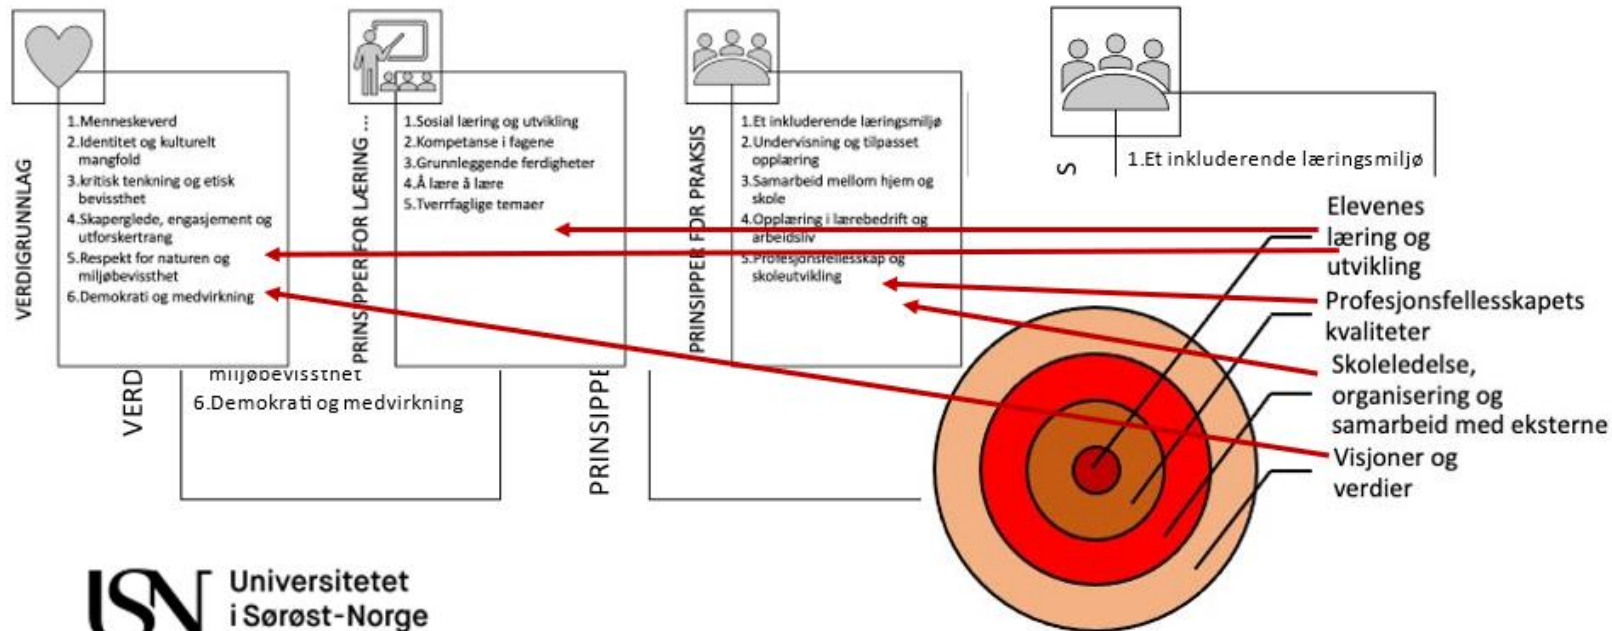 VERDIGRUNNLAG
1.Menneskeverd
2.Identitet og kulturelt
mangfold
3.kritisk tenkning og etisk
bevissthet
4.Skaperglede, engasjement og
utforskertrang
5.Respekt for naturen og
miljøbevissthet
6.Demokrati og medvirkning
PRINSIPPER FOR LÆRING ...
1.Sosial læring og utvikling
2.Kompetanse i fagene
3.Grunnleggende ferdigheter
4.Å lære å lære
5.Tverrfaglige temaer
PRINSIPPER FOR PRAKSIS
1.Et inkluderende læringsmiljø
2.Undervisning og tilpasset
opplæring
3.Samarbeid mellom hjem og
skole
4.Opplæring i lærebedrift og
arbeidsliv
5.Profesjonsfellesskap og
skoleutvikling
S
1.Et inkluderende læringsmiljø
Elevenes
læring og
utvikling
Profesjonsfellesskapets
kvaliteter
Skoleledelse,
organisering og
samarbeid med eksterne
Visjoner og
verdier
VERD
miljøbevissthet
6.Demokrati og medvirkning
PRINSIPPE
USN
Universitetet
i Sørøst-Norge